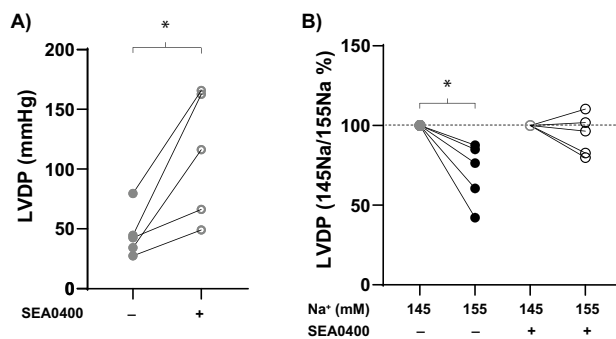 A)
*
LVDP (mmHg)
200
150
100
50
0
SEA0400 – +
B)
*
LVDP (145Na/155Na %)
150
100
50
0
Na⁺ (mM) 145 155 145 155
SEA0400 – – + +